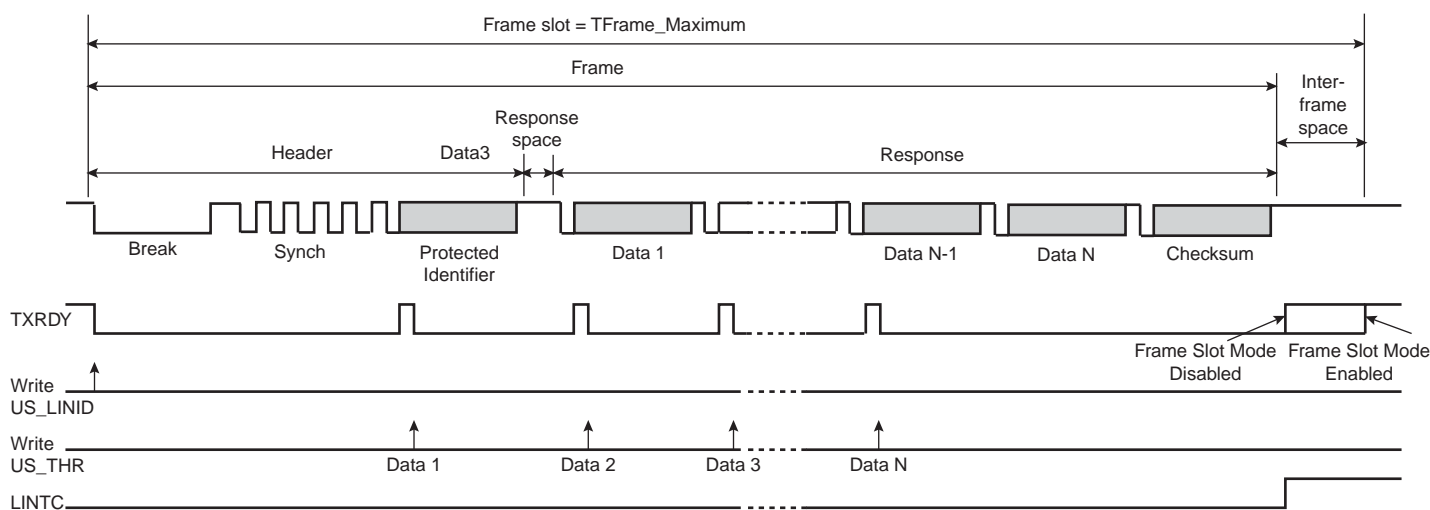 Frame slot = TFrame_Maximum
Frame
Inter-
frame
space
Response
space
Header
Data3
Response
Break
Synch
Protected
Identifier
Data 1
Data N-1
Data N
Checksum
TXRDY
Frame Slot Mode
Disabled
Frame Slot Mode
Enabled
Write
US_LINID
Write
US_THR
Data 1
Data 2
Data 3
Data N
LINTC